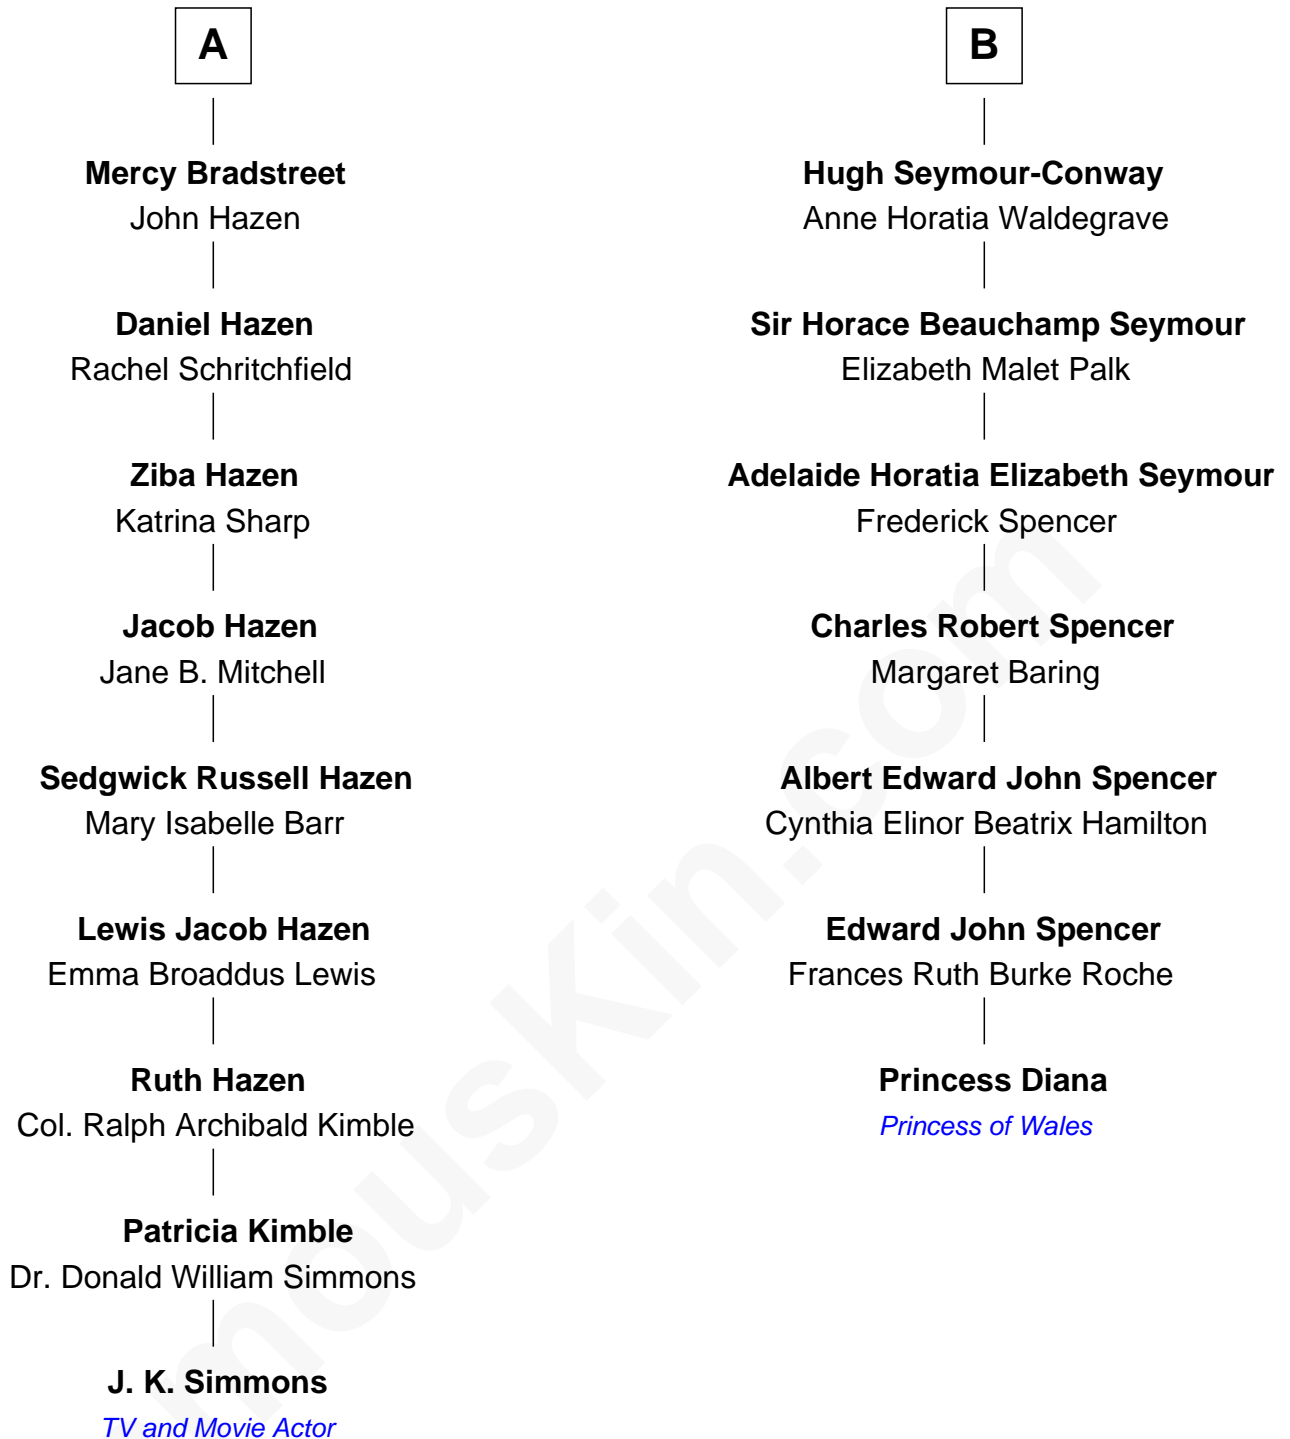 A
Mercy Bradstreet
John Hazen
Daniel Hazen
Rachel Schritchfield
Ziba Hazen
Katrina Sharp
Jacob Hazen
Jane B. Mitchell
Sedgwick Russell Hazen
Mary Isabelle Barr
Lewis Jacob Hazen
Emma Broaddus Lewis
Ruth Hazen
Col. Ralph Archibald Kimble
Patricia Kimble
Dr. Donald William Simmons
J. K. Simmons
TV and Movie Actor
B
Hugh Seymour-Conway
Anne Horatia Waldegrave
Sir Horace Beauchamp Seymour
Elizabeth Malet Palk
Adelaide Horatia Elizabeth Seymour
Frederick Spencer
Charles Robert Spencer
Margaret Baring
Albert Edward John Spencer
Cynthia Elinor Beatrix Hamilton
Edward John Spencer
Frances Ruth Burke Roche
Princess Diana
Princess of Wales
mousKin.com